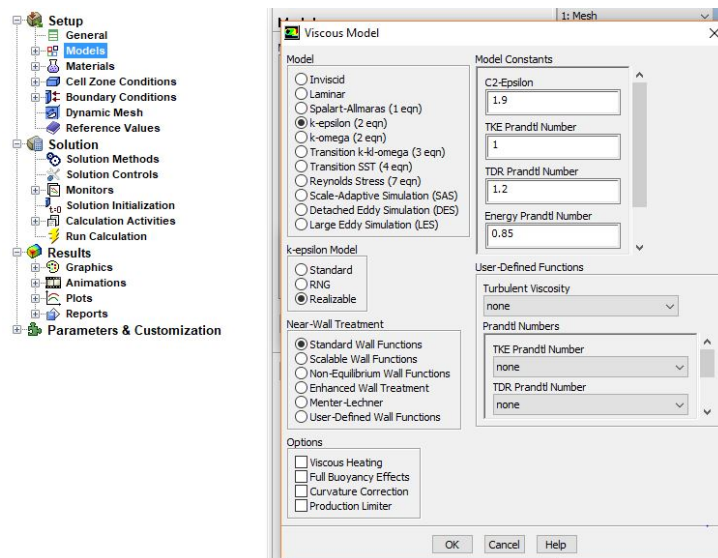 Setup
General
Models
Materials
Cell Zone Conditions
Boundary Conditions
Dynamic Mesh
Reference Values
Solution
Solution Methods
Solution Controls
Monitors
t=0 Solution Initialization
Calculation Activities
Run Calculation
Results
Graphics
Animations
Plots
Reports
Parameters & Customization
1: Mesh
Viscous Model
Model
Inviscid
Laminar
Spalart-Allmaras (1 eqn)
k-epsilon (2 eqn)
k-omega (2 eqn)
Transition k-kl-omega (3 eqn)
Transition SST (4 eqn)
Reynolds Stress (7 eqn)
Scale-Adaptive Simulation (SAS)
Detached Eddy Simulation (DES)
Large Eddy Simulation (LES)
k-epsilon Model
Standard
RNG
Realizable
Near-Wall Treatment
Standard Wall Functions
Scalable Wall Functions
Non-Equilibrium Wall Functions
Enhanced Wall Treatment
Menter-Lechner
User-Defined Wall Functions
Options
Viscous Heating
Full Buoyancy Effects
Curvature Correction
Production Limiter
Model Constants
C2-Epsilon
1.9
TKE Prandtl Number
1
TDR Prandtl Number
1.2
Energy Prandtl Number
0.85
User-Defined Functions
Turbulent Viscosity
none
Prandtl Numbers
TKE Prandtl Number
none
TDR Prandtl Number
none
OK
Cancel
Help